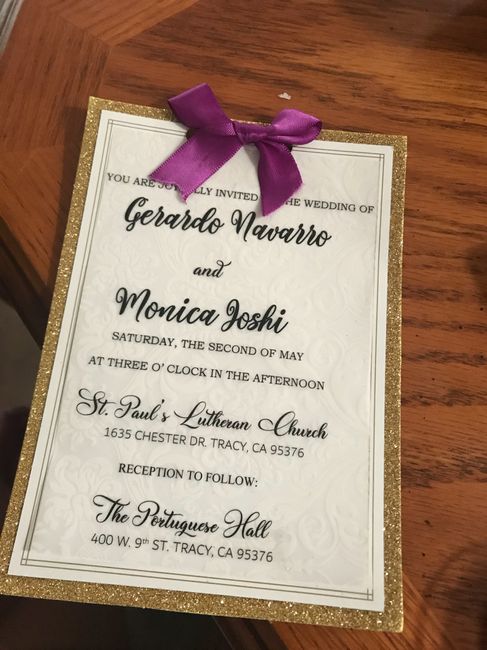 YOU ARE JOYFULLY INVITED THE WEDDING OF
Gerardo Navarro
and
Monica Joshi
SATURDAY, THE SECOND OF MAY
AT THREE O' CLOCK IN THE AFTERNOON
St. Paul's Lutheran Church
1635 CHESTER DR. TRACY, CA 95376
RECEPTION TO FOLLOW:
The Portuguese Hall
400 W. 9th ST. TRACY, CA 95376